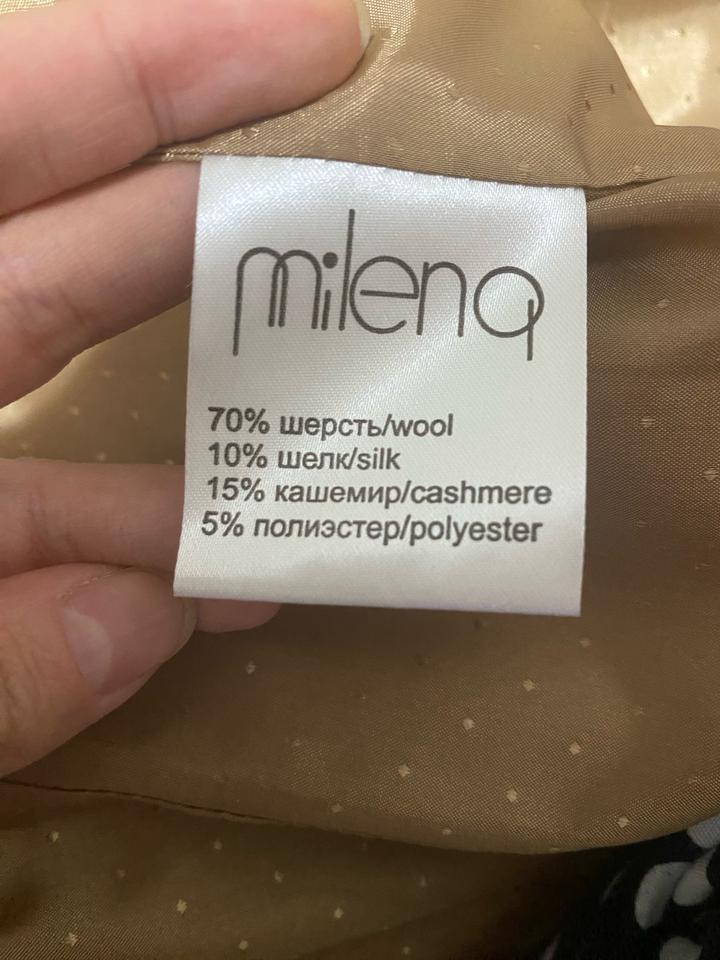 milena
70% шерсть/wool
10% шелк/silk
15% кашемир/cashmere
5% полиэстер/polyester